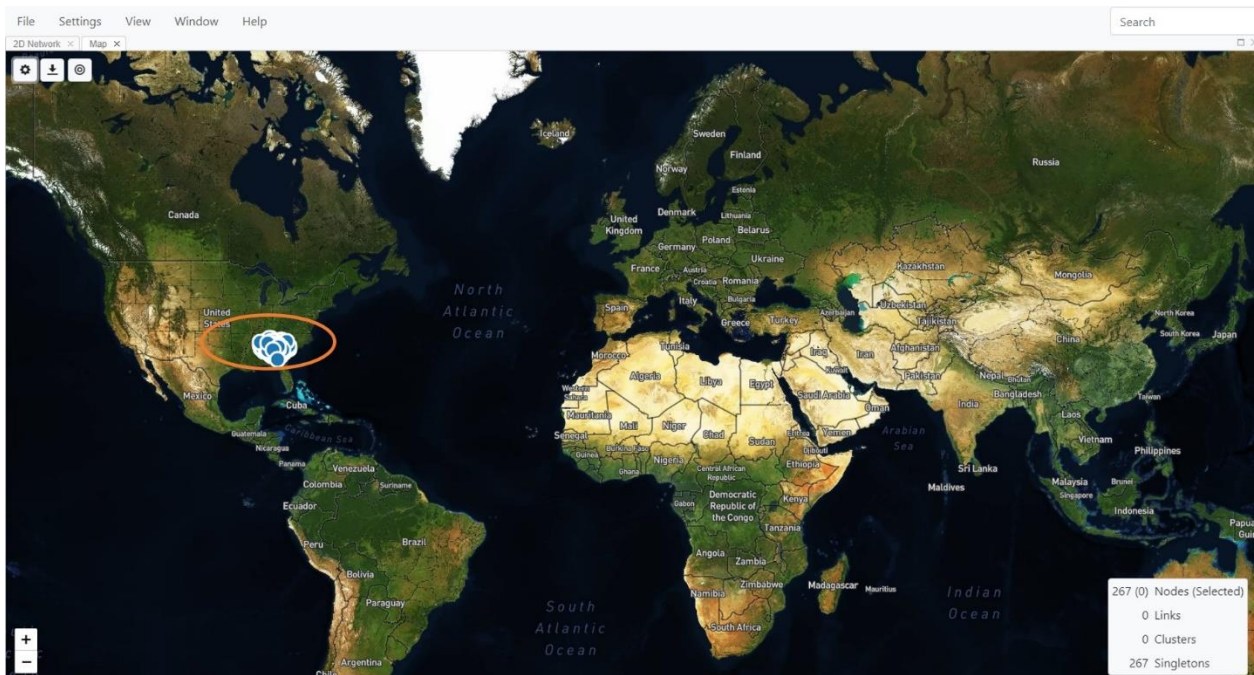 File Settings View Window Help
Search
2D Network × Map ×
Iceland
Sweden
Finland
Norway
Russia
Estonia
Canada
United
Kingdom
Denmark
Lithuania
Belarus
Poland
Germany
Ukraine
France
Austria
Croatia
Romania
Kazakhstan
Mongolia
North
Atlantic
Ocean
United
States
Spain
Italy
Bulgaria
Greece
Turkey
Azerbaijan
Uzbekistan
Tajikistan
North Korea
South Korea
Japan
China
Morocco
Tunisia
Iraq
Iran
Afghanistan
Kuwait
Pakistan
Nepal
Bhutan
Bangladesh
Taiwan
Mexico
Cuba
Western
Sahara
Algeria
Libya
Egypt
Saudi Arabia
Oman
India
Laos
Mauritania
Mali
Niger
Chad
Sudan
Eritrea
Yemen
Arabian
Sea
Vietnam
Philippines
Guatemala
Caribbean Sea
Nicaragua
Senegal
Guinea
Burkina Faso
Nigeria
Djibouti
Ethiopia
Sri Lanka
Panama
Venezuela
Colombia
Suriname
Ghana
Central African
Republic
Maldives
Malaysia
Brunei
Singapore
Ecuador
Gabon
Democratic
Republic of
the Congo
Kenya
Tanzania
Indonesia
Papua
Peru
Brazil
Angola
Zambia
Bolivia
Namibia
Zimbabwe
Madagascar
Mauritius
Indian
Ocean
Paraguay
South
Atlantic
Ocean
South Africa
Argentina
267 (0) Nodes (Selected)
0 Links
0 Clusters
267 Singletons
+
−